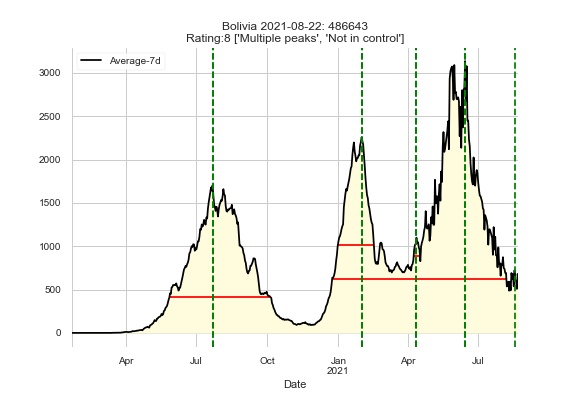 Bolivia 2021-08-22: 486643
Rating:8 ['Multiple peaks', 'Not in control']
Average-7d
3000
2500
2000
1500
1000
500
0
Apr Jul Oct Jan Apr Jul
2021
Date